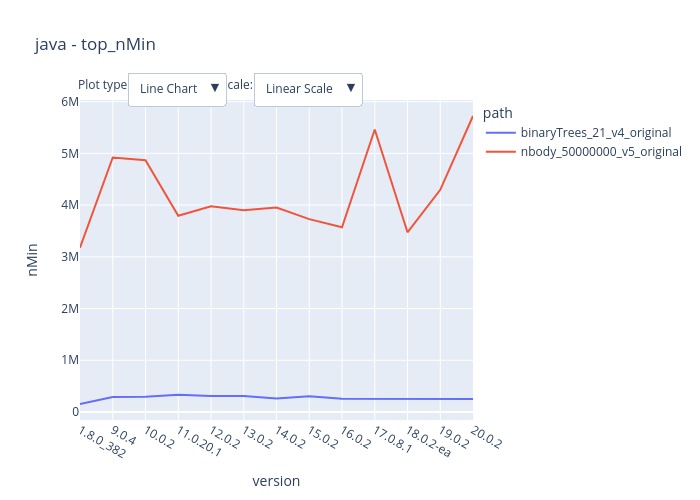 java - top_nMin
Plot type
Line Chart
▼
cale:
Linear Scale
▼
6M
5M
4M
3M
2M
1M
0
nMin
1.8.0_382
9.0.4
10.0.2
11.0.20.1
12.0.2
13.0.2
14.0.2
15.0.2
16.0.2
17.0.8.1
18.0.2-ea
19.0.2
20.0.2
version
path
binaryTrees_21_v4_original
nbody_50000000_v5_original